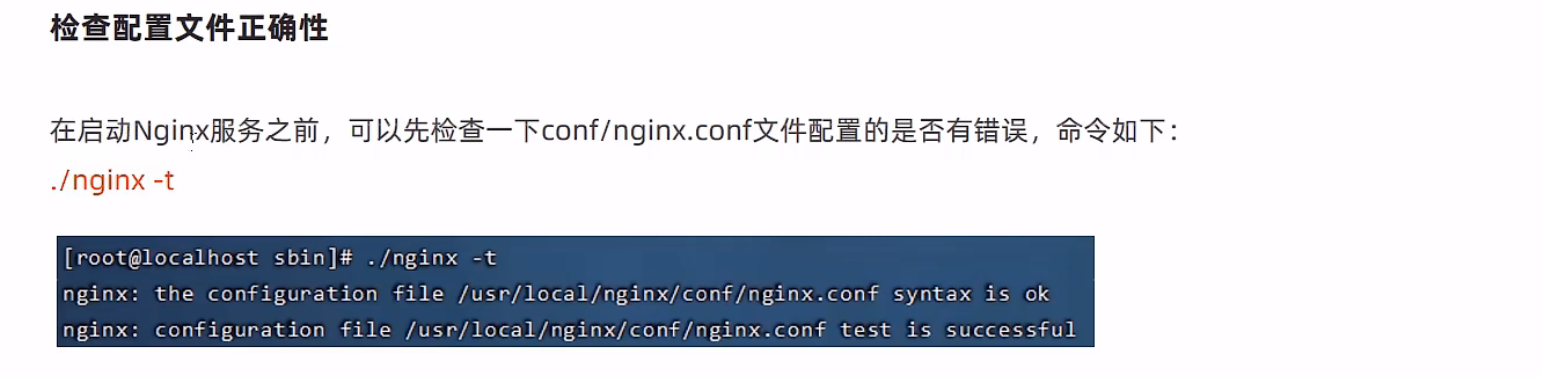 检查配置文件正确性
在启动Nginx服务之前，可以先检查一下conf/nginx.conf文件配置的是否有错误，命令如下：
./nginx -t
[root@localhost sbin]# ./nginx -t
nginx: the configuration file /usr/local/nginx/conf/nginx.conf syntax is ok
nginx: configuration file /usr/local/nginx/conf/nginx.conf test is successful